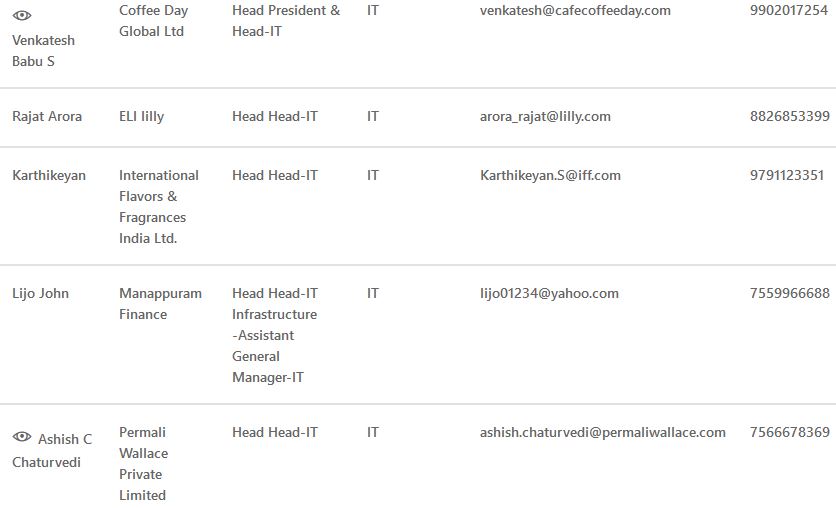 Venkatesh Babu S Coffee Day Global Ltd Head President & Head-IT IT venkatesh@cafecoffeeday.com 9902017254
Rajat Arora ELI lilly Head Head-IT IT arora_rajat@lilly.com 8826853399
Karthikeyan International Flavors & Fragrances India Ltd. Head Head-IT IT Karthikeyan.S@iff.com 9791123351
Lijo John Manappuram Finance Head Head-IT Infrastructure -Assistant General Manager-IT IT lijo01234@yahoo.com 7559966688
Ashish C Chaturvedi Permali Wallace Private Limited Head Head-IT IT ashish.chaturvedi@permaliwallace.com 7566678369